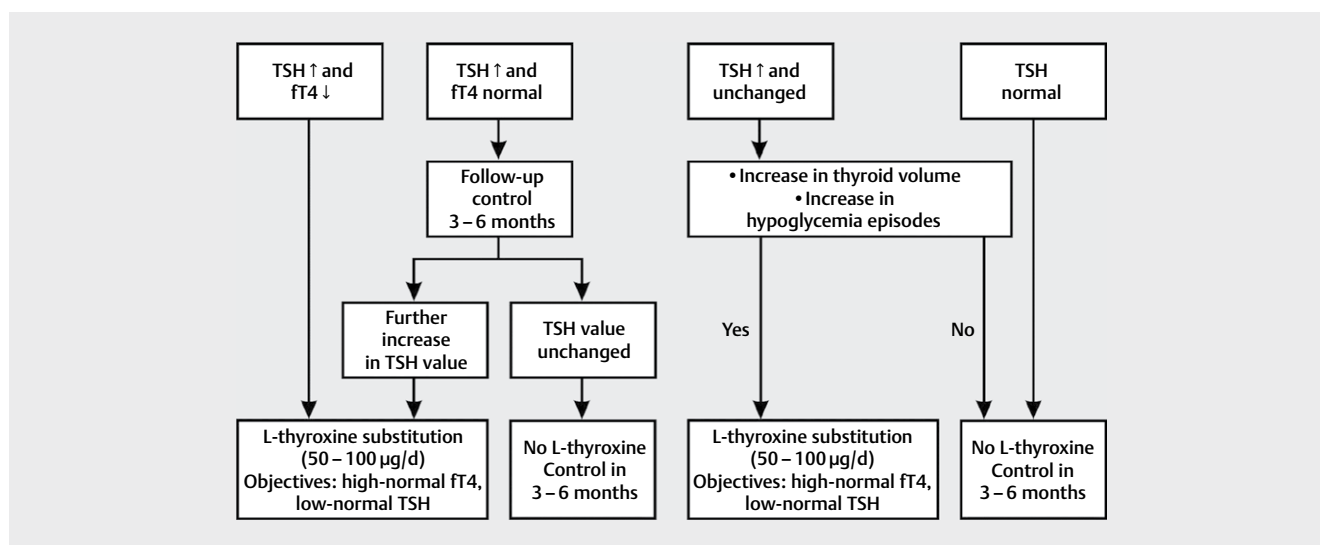 TSH ↑ and
fT4 ↓
TSH ↑ and
fT4 normal
TSH ↑ and
unchanged
TSH
normal
Follow-up
control
3 – 6 months
• Increase in thyroid volume
• Increase in
hypoglycemia episodes
Further
increase
in TSH value
TSH value
unchanged
Yes
No
L-thyroxine substitution
(50 – 100 µg/d)
Objectives: high-normal fT4,
low-normal TSH
No L-thyroxine
Control in
3 – 6 months
L-thyroxine substitution
(50 – 100 µg/d)
Objectives: high-normal fT4,
low-normal TSH
No L-thyroxine
Control in
3 – 6 months